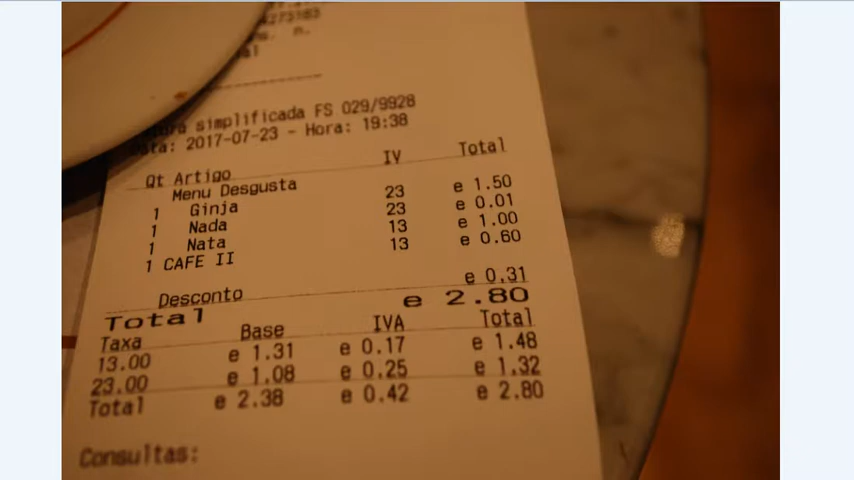 4273163
simplificada FS 029/9928
2017-07-23 - Hora: 19:38
Qt Artigo IV Total
Menu Desgusta
1 Ginja 23 e 1.50
1 Nada 23 e 0.01
1 Nata 13 e 1.00
1 CAFE II 13 e 0.60
Desconto e 0.31
Total e 2.80
Taxa Base IVA Total
13.00 e 1.31 e 0.17 e 1.48
23.00 e 1.08 e 0.25 e 1.32
Total e 2.38 e 0.42 e 2.80
Consultas: